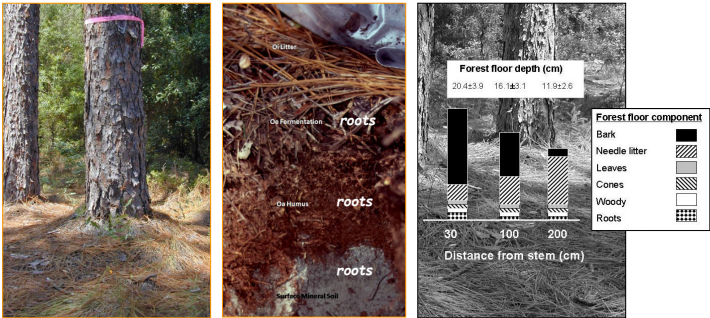 Oi Litter
Oe Fermentation
roots
Oa Humus
roots
roots
Surface Mineral Soil
Forest floor depth (cm)
20.4±3.9 16.1±3.1 11.9±2.6
30 100 200
Distance from stem (cm)
Forest floor component
Bark
Needle litter
Leaves
Cones
Woody
Roots